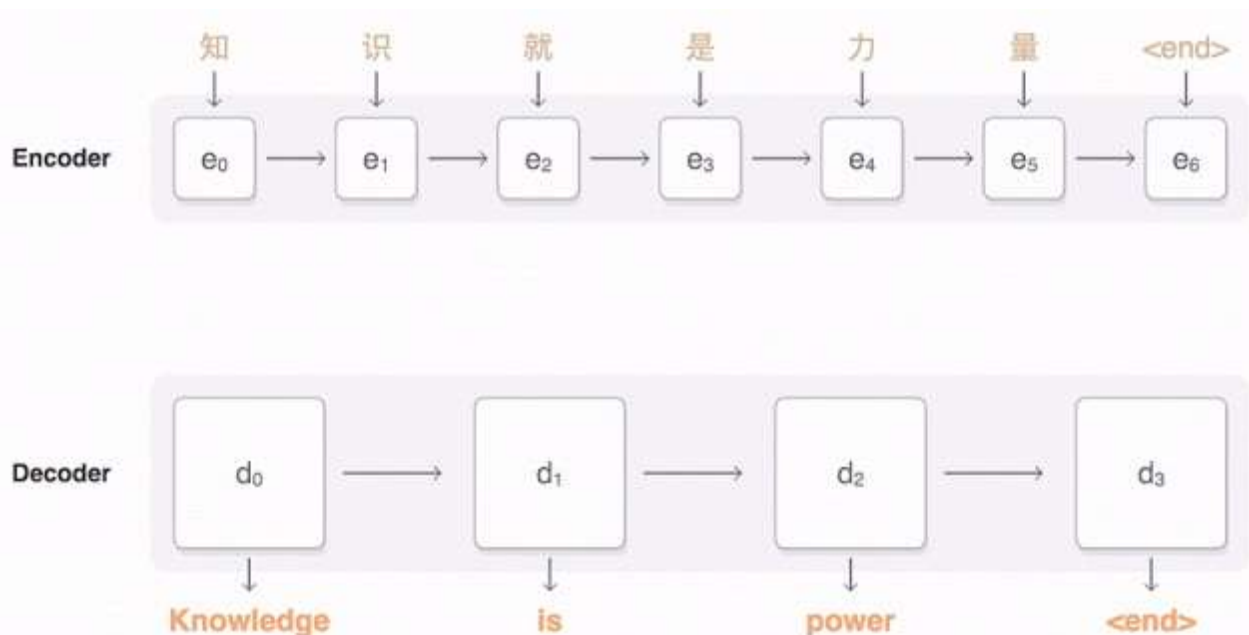 知 识 就 是 力 量 <end>
Encoder e₀ e₁ e₂ e₃ e₄ e₅ e₆
Decoder d₀ d₁ d₂ d₃
Knowledge is power <end>